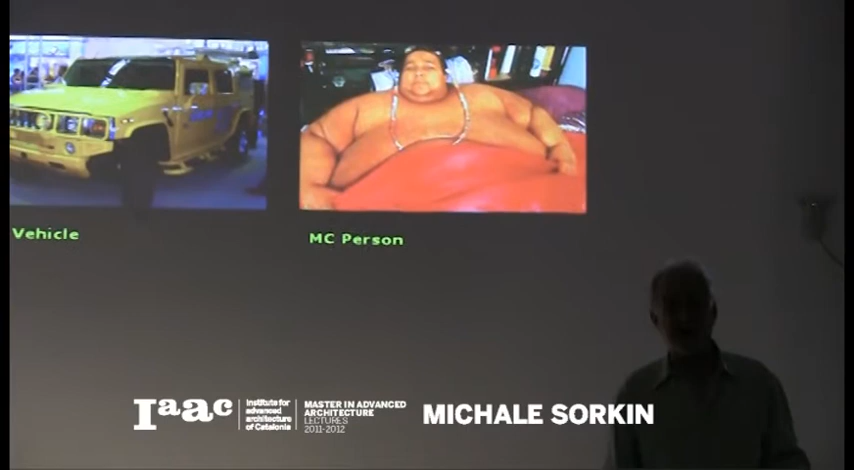 Vehicle
MC Person
Iaac
Institute for
advanced
architecture
of Catalonia
MASTER IN ADVANCED
ARCHITECTURE
LECTURES
2011-2012
MICHALE SORKIN